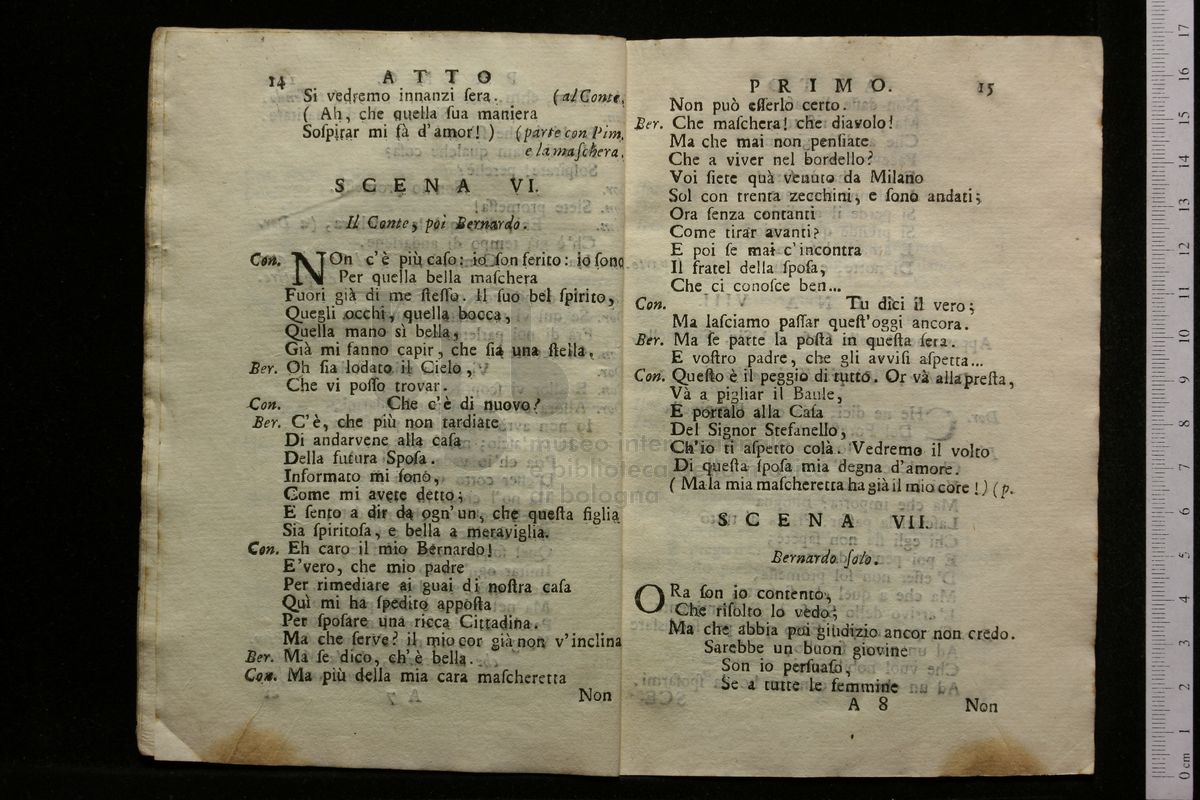 14 ATTO
Si vedremo innanzi ſera. (al Conte.
( Ah, che quella ſua maniera
Soſpirar mi fà d'amor! ) (parte con Pim.
e la maſchera.
SCENA VI.
Il Conte, poi Bernardo.
Con. NOn c'è più caſo: io ſon ferito: io ſono
Per quella bella maſchera
Fuori già di me ſteſſo. Il ſuo bel ſpirito,
Quegli occhi, quella bocca,
Quella mano sì bella,
Già mi fanno capir, che ſia una ſtella.
Ber. Oh ſia lodato il Cielo,
Che vi poſſo trovar.
Con. Che c'è di nuovo?
Ber. C'è, che più non tardiate
Di andarvene alla caſa
Della futura Spoſa.
Informato mi ſono,
Come mi avete detto;
E ſento a dir da ogn'un, che queſta figlia
Sia ſpiritoſa, e bella a meraviglia.
Con. Eh caro il mio Bernardo!
E'vero, che mio padre
Per rimediare ai guai di noſtra caſa
Quì mi ha ſpedito appoſta
Per ſpoſare una ricca Cittadina.
Ma che ſerve? il mio cor già non v'inclina
Ber. Ma ſe dico, ch'è bella.
Con. Ma più della mia cara maſcheretta
Non
PRIMO. 15
Non può eſſerlo certo.
Ber. Che maſchera! che diavolo!
Ma che mai non penſiate
Che a viver nel bordello?
Voi ſiete quà venuto da Milano
Sol con trenta zecchini, e ſono andati;
Ora ſenza contanti
Come tirar avanti?
E poi ſe mai c'incontra
Il fratel della ſpoſa,
Che ci conoſce ben...
Con. Tu dici il vero;
Ma laſciamo paſſar queſt'oggi ancora.
Ber. Ma ſe parte la poſta in queſta ſera.
E voſtro padre, che gli avviſi aſpetta...
Con. Queſto è il peggio di tutto. Or và alla preſta,
Và a pigliar il Baule,
E portalo alla Caſa
Del Signor Stefanello,
Ch'io ti aſpetto colà. Vedremo il volto
Di queſta ſpoſa mia degna d'amore.
( Ma la mia maſcheretta ha già il mio core ! ) (p.
SCENA VII.
Bernardo ſolo.
ORa ſon io contento,
Che riſolto lo vedo;
Ma che abbia poi giudizio ancor non credo.
Sarebbe un buon giovine
Son io perſuaſo,
Se a tutte le femmine
A 8 Non